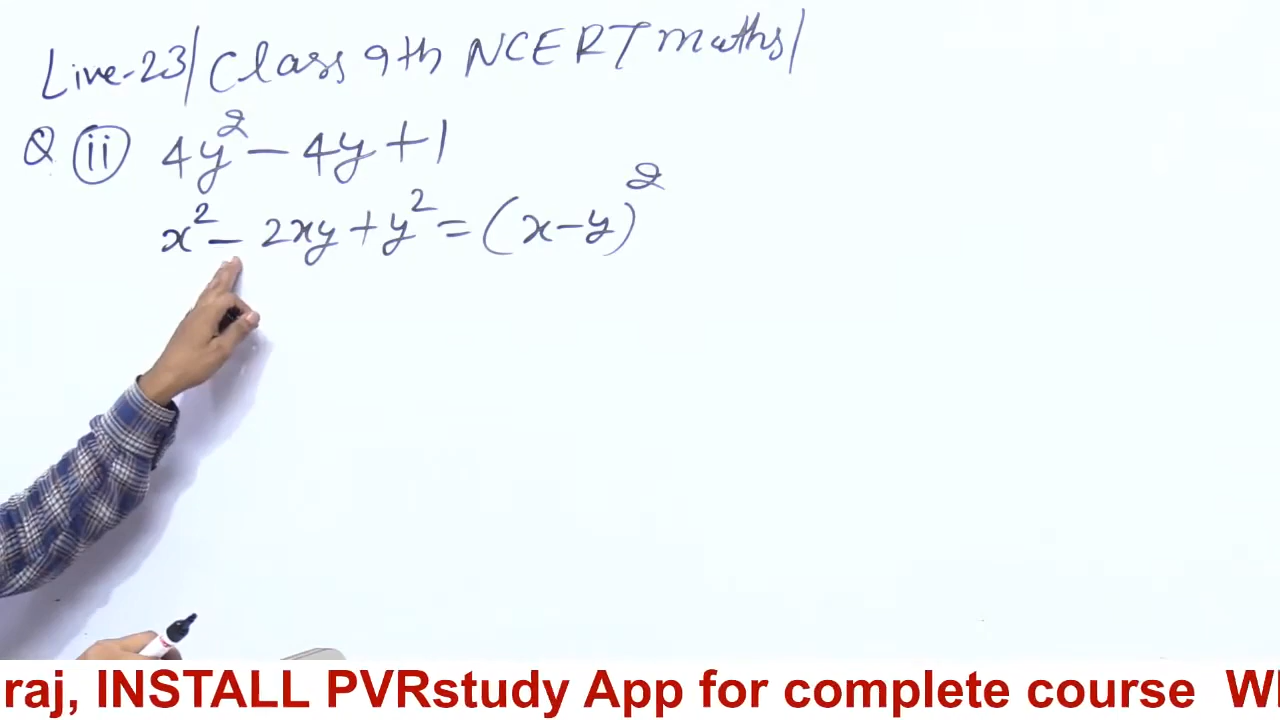 Live-23/Class 9th NCERT maths/
Q (ii) 4y² - 4y + 1
x² - 2xy + y² = (x-y)²
raj, INSTALL PVRstudy App for complete course